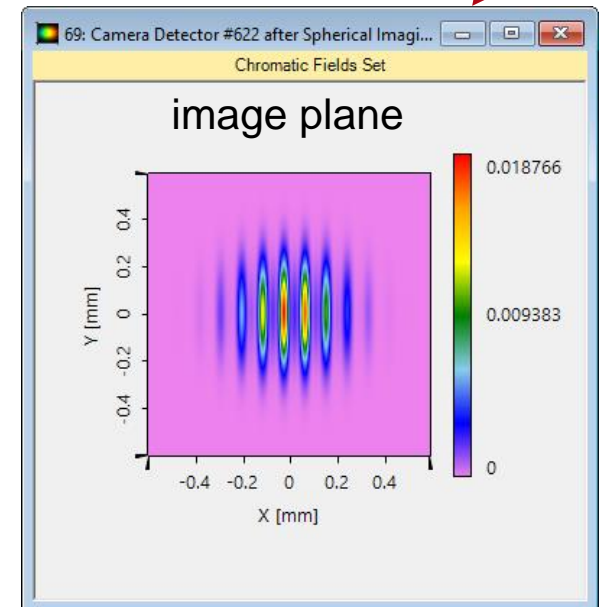 69: Camera Detector #622 after Spherical Imagi...
Chromatic Fields Set
image plane
0.018766
0.009383
0
Y [mm]
0.4
0.2
0
-0.2
-0.4
-0.4 -0.2 0 0.2 0.4
X [mm]